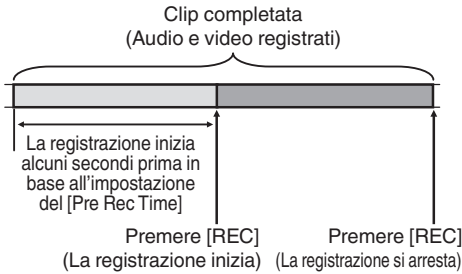 Clip completata
(Audio e video registrati)
La registrazione inizia
alcuni secondi prima in
base all'impostazione
del [Pre Rec Time]
Premere [REC]
(La registrazione inizia)
Premere [REC]
(La registrazione si arresta)